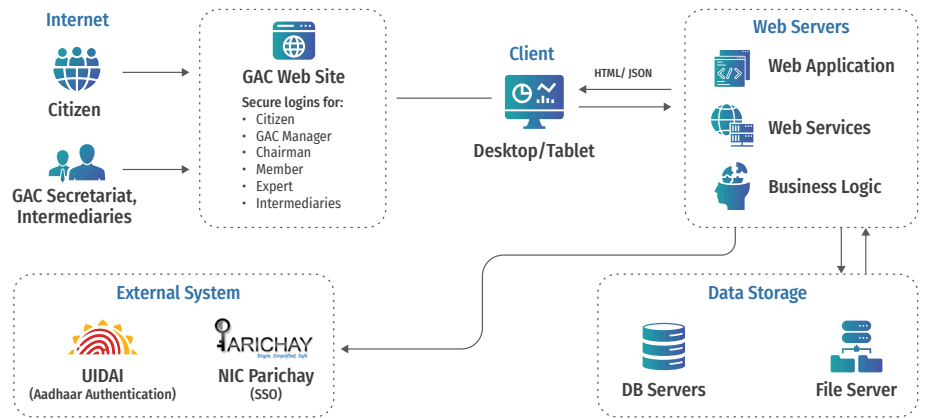 Internet
Citizen
GAC Secretariat,
Intermediaries
GAC Web Site
Secure logins for:
• Citizen
• GAC Manager
• Chairman
• Member
• Expert
• Intermediaries
Client
Desktop/Tablet
HTML/ JSON
Web Servers
Web Application
Web Services
Business Logic
External System
UIDAI
(Aadhaar Authentication)
PARICHAY
Single, Simplified, Safe
NIC Parichay
(SSO)
Data Storage
DB Servers
File Server